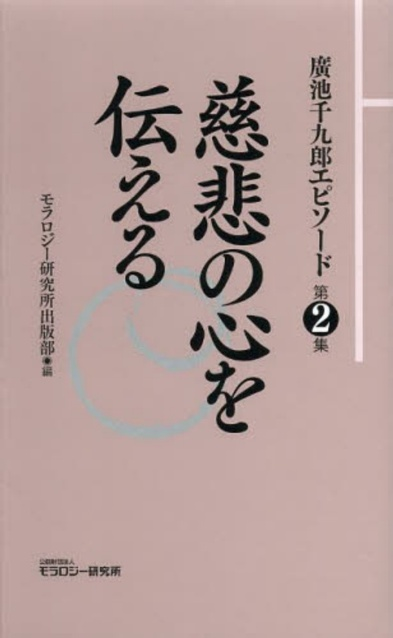 廣池千九郎エピソード 第2集
慈悲の心を
伝える
モラロジー研究所出版部●編
公益財団法人
モラロジー研究所